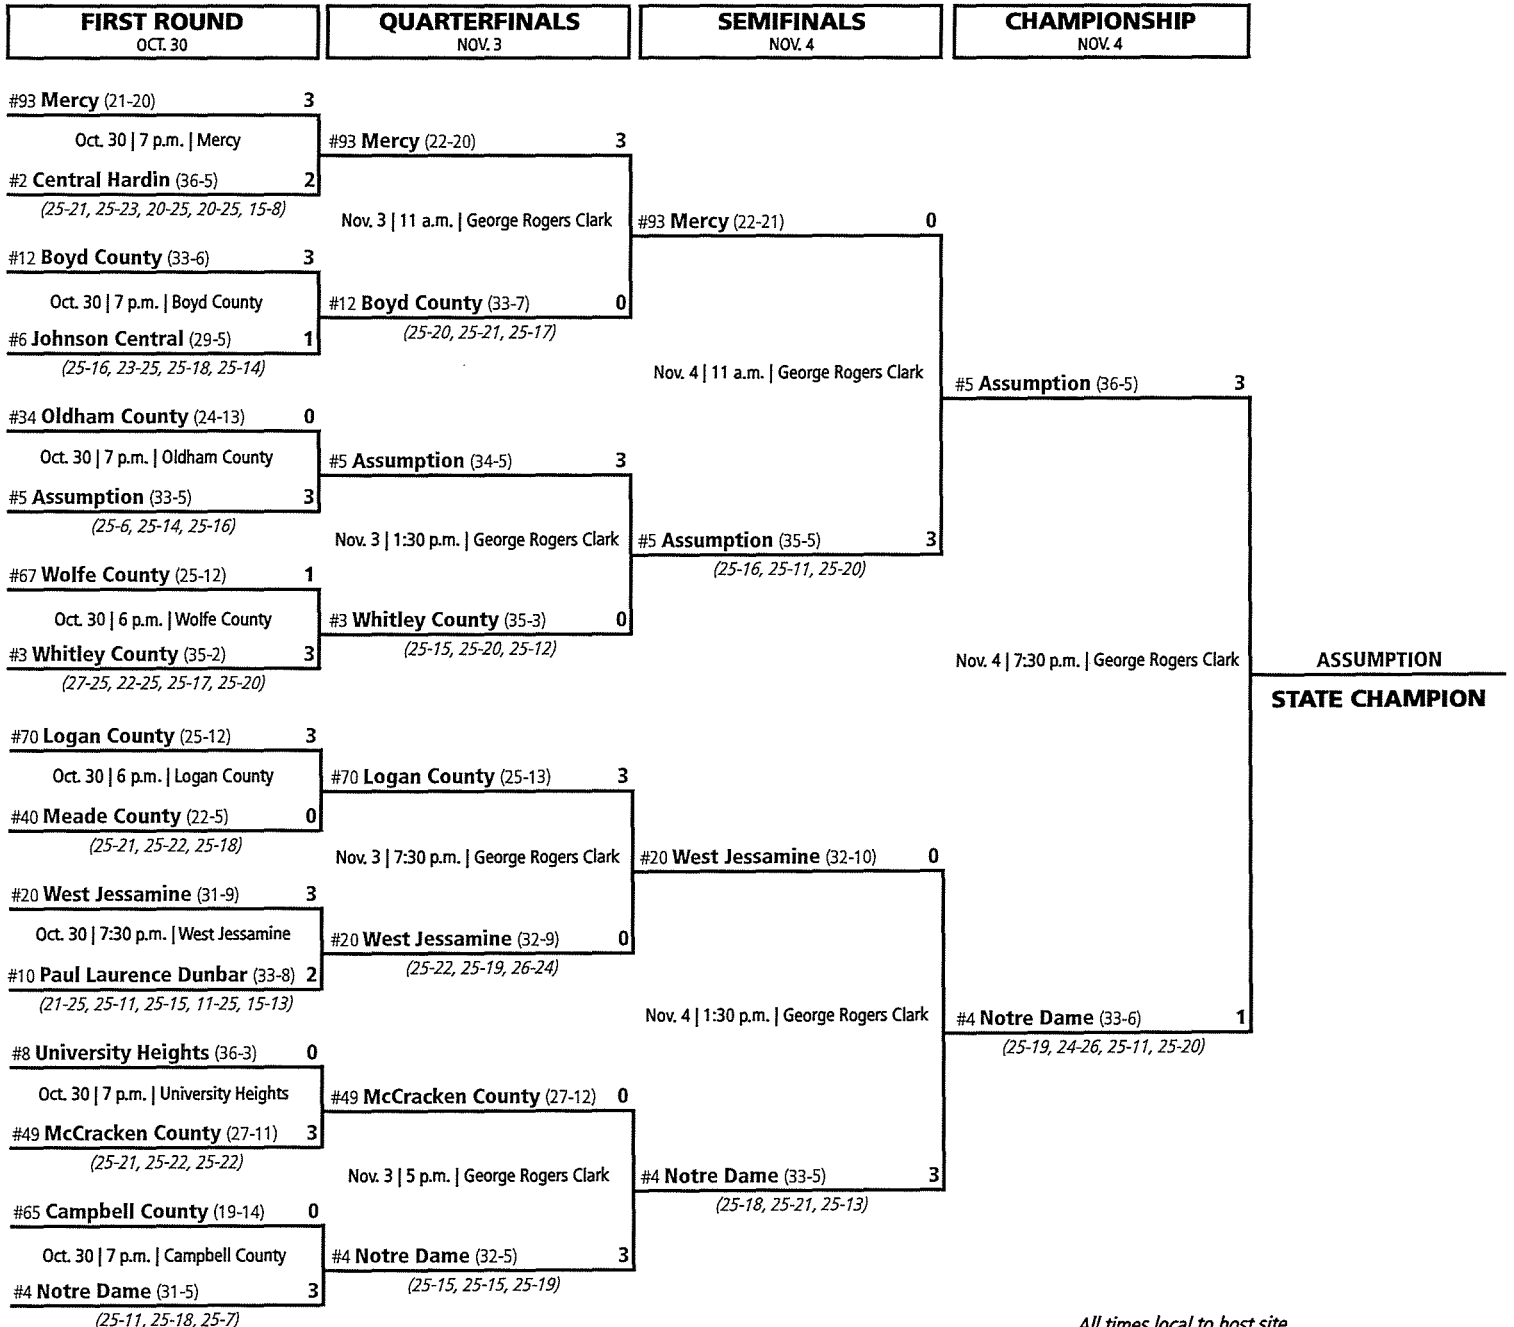 FIRST ROUND
OCT. 30
QUARTERFINALS
NOV. 3
SEMIFINALS
NOV. 4
CHAMPIONSHIP
NOV. 4
#93 Mercy (21-20) 3
Oct. 30 | 7 p.m. | Mercy
#2 Central Hardin (36-5) 2
(25-21, 25-23, 20-25, 20-25, 15-8)
#12 Boyd County (33-6) 3
Oct. 30 | 7 p.m. | Boyd County
#6 Johnson Central (29-5) 1
(25-16, 23-25, 25-18, 25-14)
#34 Oldham County (24-13) 0
Oct. 30 | 7 p.m. | Oldham County
#5 Assumption (33-5) 3
(25-6, 25-14, 25-16)
#67 Wolfe County (25-12) 1
Oct. 30 | 6 p.m. | Wolfe County
#3 Whitley County (35-2) 3
(27-25, 22-25, 25-17, 25-20)
#70 Logan County (25-12) 3
Oct. 30 | 6 p.m. | Logan County
#40 Meade County (22-5) 0
(25-21, 25-22, 25-18)
#20 West Jessamine (31-9) 3
Oct. 30 | 7:30 p.m. | West Jessamine
#10 Paul Laurence Dunbar (33-8) 2
(21-25, 25-11, 25-15, 11-25, 15-13)
#8 University Heights (36-3) 0
Oct. 30 | 7 p.m. | University Heights
#49 McCracken County (27-11) 3
(25-21, 25-22, 25-22)
#65 Campbell County (19-14) 0
Oct. 30 | 7 p.m. | Campbell County
#4 Notre Dame (31-5) 3
(25-11, 25-18, 25-7)
#93 Mercy (22-20) 3
Nov. 3 | 11 a.m. | George Rogers Clark
#12 Boyd County (33-7) 0
(25-20, 25-21, 25-17)
#5 Assumption (34-5) 3
Nov. 3 | 1:30 p.m. | George Rogers Clark
#3 Whitley County (35-3) 0
(25-15, 25-20, 25-12)
#70 Logan County (25-13) 3
Nov. 3 | 7:30 p.m. | George Rogers Clark
#20 West Jessamine (32-9) 0
(25-22, 25-19, 26-24)
#49 McCracken County (27-12) 0
Nov. 3 | 5 p.m. | George Rogers Clark
#4 Notre Dame (32-5) 3
(25-15, 25-15, 25-19)
#93 Mercy (22-21) 0
Nov. 4 | 11 a.m. | George Rogers Clark
#5 Assumption (35-5) 3
(25-16, 25-11, 25-20)
#20 West Jessamine (32-10) 0
Nov. 4 | 1:30 p.m. | George Rogers Clark
#4 Notre Dame (33-5) 3
(25-18, 25-21, 25-13)
#5 Assumption (36-5) 3
Nov. 4 | 7:30 p.m. | George Rogers Clark
#4 Notre Dame (33-6) 1
(25-19, 24-26, 25-11, 25-20)
ASSUMPTION
STATE CHAMPION
All times local to host site